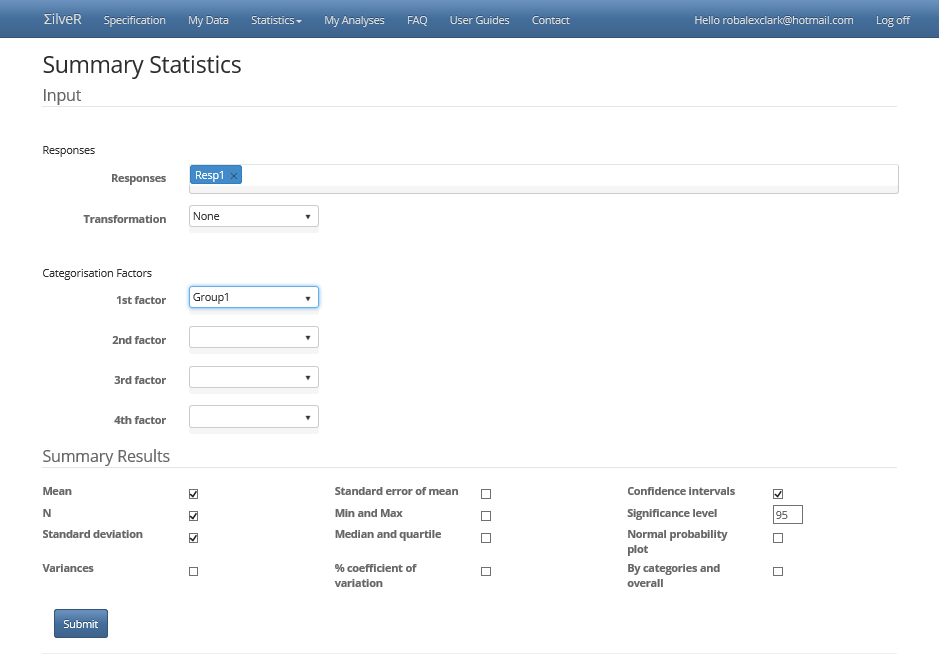 ΣilveR Specification My Data Statistics My Analyses FAQ User Guides Contact Hello robalexclark@hotmail.com Log off
Summary Statistics
Input
Responses
Responses Resp1 ×
Transformation None
Categorisation Factors
1st factor Group1
2nd factor
3rd factor
4th factor
Summary Results
Mean Standard error of mean Confidence intervals
N Min and Max Significance level 95
Standard deviation Median and quartile Normal probability
plot
Variances % coefficient of By categories and
variation overall
Submit